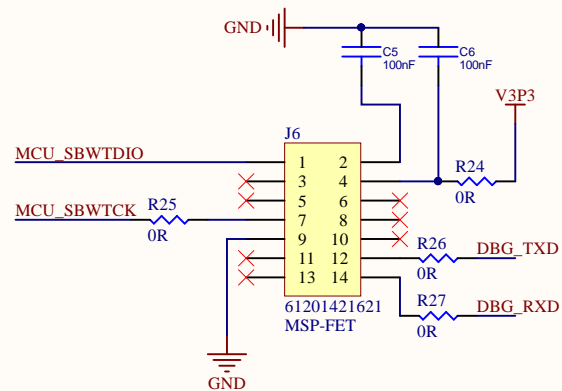 GND
C5
100nF
C6
100nF
V3P3
J6
MCU_SBWTDIO
1
2
R24
3
4
0R
5
6
MCU_SBWTCK
R25
7
8
0R
9
10
R26
DBG_TXD
11
12
0R
13
14
R27
DBG_RXD
61201421621
0R
MSP-FET
GND